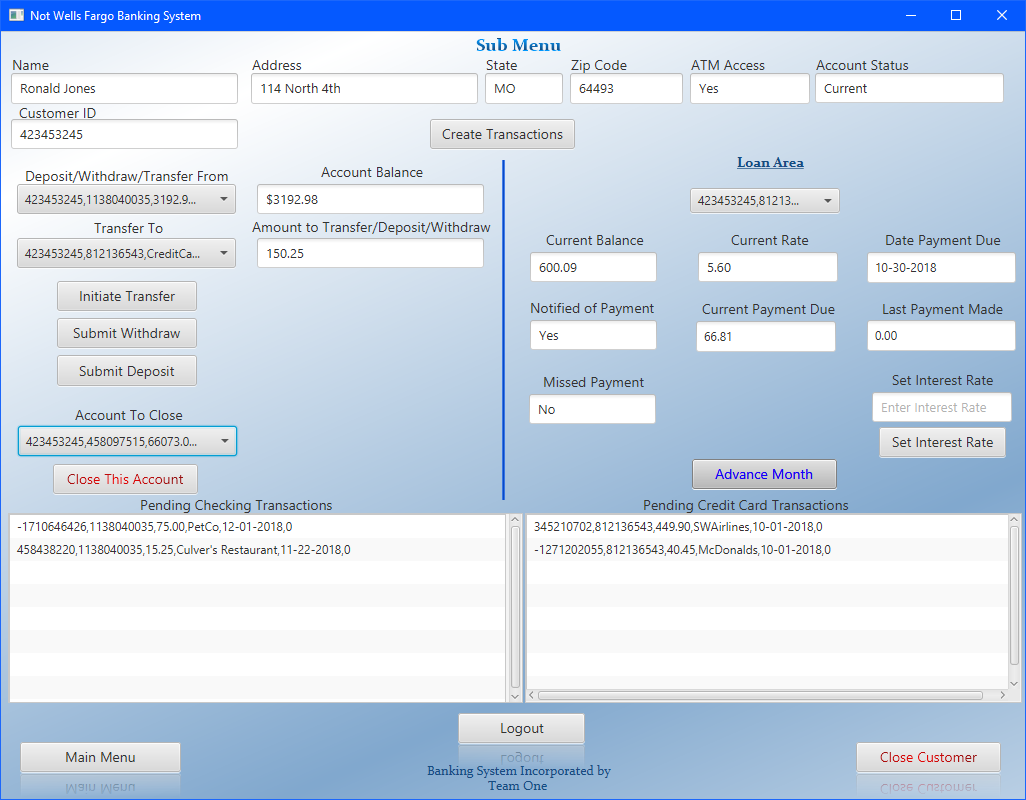 Not Wells Fargo Banking System
Sub Menu
Name
Address
State
Zip Code
ATM Access
Account Status
Ronald Jones
114 North 4th
MO
64493
Yes
Current
Customer ID
423453245
Create Transactions
Loan Area
Deposit/Withdraw/Transfer From
Account Balance
423453245,1138040035,3192.9...
$3192.98
423453245,81213...
Transfer To
Amount to Transfer/Deposit/Withdraw
423453245,812136543,CreditCa...
150.25
Current Balance
Current Rate
Date Payment Due
600.09
5.60
10-30-2018
Initiate Transfer
Submit Withdraw
Submit Deposit
Notified of Payment
Current Payment Due
Last Payment Made
Yes
66.81
0.00
Missed Payment
Set Interest Rate
No
Enter Interest Rate
Set Interest Rate
Account To Close
423453245,458097515,66073.0...
Close This Account
Advance Month
Pending Checking Transactions
Pending Credit Card Transactions
-1710646426,1138040035,75.00,PetCo,12-01-2018,0
458438220,1138040035,15.25,Culver's Restaurant,11-22-2018,0
345210702,812136543,449.90,SWAirlines,10-01-2018,0
-1271202055,812136543,40.45,McDonalds,10-01-2018,0
Logout
Main Menu
Close Customer
Banking System Incorporated by
Team One